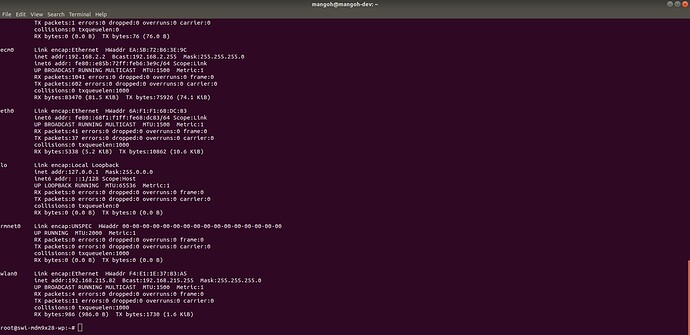 mangoh@mangoh-dev: ~
File Edit View Search Terminal Help
TX packets:1 errors:0 dropped:0 overruns:0 carrier:0
collisions:0 txqueuelen:0
RX bytes:0 (0.0 B) TX bytes:76 (76.0 B)
ecm0 Link encap:Ethernet HWaddr EA:5B:72:B6:3E:9C
inet addr:192.168.2.2 Bcast:192.168.2.255 Mask:255.255.255.0
inet6 addr: fe80::e85b:72ff:feb6:3e9c/64 Scope:Link
UP BROADCAST RUNNING MULTICAST MTU:1500 Metric:1
RX packets:1041 errors:0 dropped:0 overruns:0 frame:0
TX packets:602 errors:0 dropped:0 overruns:0 carrier:0
collisions:0 txqueuelen:1000
RX bytes:83470 (81.5 KiB) TX bytes:75926 (74.1 KiB)
eth0 Link encap:Ethernet HWaddr 6A:F1:F1:68:DC:83
inet6 addr: fe80::68f1:f1ff:fe68:dc83/64 Scope:Link
UP BROADCAST RUNNING MULTICAST MTU:1500 Metric:1
RX packets:41 errors:0 dropped:0 overruns:0 frame:0
TX packets:37 errors:0 dropped:0 overruns:0 carrier:0
collisions:0 txqueuelen:1000
RX bytes:5338 (5.2 KiB) TX bytes:10862 (10.6 KiB)
lo Link encap:Local Loopback
inet addr:127.0.0.1 Mask:255.0.0.0
inet6 addr: ::1/128 Scope:Host
UP LOOPBACK RUNNING MTU:65536 Metric:1
RX packets:0 errors:0 dropped:0 overruns:0 frame:0
TX packets:0 errors:0 dropped:0 overruns:0 carrier:0
collisions:0 txqueuelen:0
RX bytes:0 (0.0 B) TX bytes:0 (0.0 B)
rmnet0 Link encap:UNSPEC HWaddr 00-00-00-00-00-00-00-00-00-00-00-00-00-00-00-00
UP RUNNING MTU:2000 Metric:1
RX packets:0 errors:0 dropped:0 overruns:0 frame:0
TX packets:0 errors:0 dropped:0 overruns:0 carrier:0
collisions:0 txqueuelen:1000
RX bytes:0 (0.0 B) TX bytes:0 (0.0 B)
wlan0 Link encap:Ethernet HWaddr F4:E1:1E:37:83:A5
inet addr:192.168.215.82 Bcast:192.168.215.255 Mask:255.255.255.0
UP BROADCAST RUNNING MULTICAST MTU:1500 Metric:1
RX packets:4 errors:0 dropped:0 overruns:0 frame:0
TX packets:11 errors:0 dropped:0 overruns:0 carrier:0
collisions:0 txqueuelen:1000
RX bytes:986 (986.0 B) TX bytes:1730 (1.6 KiB)
root@swi-mdm9x28-wp:~#